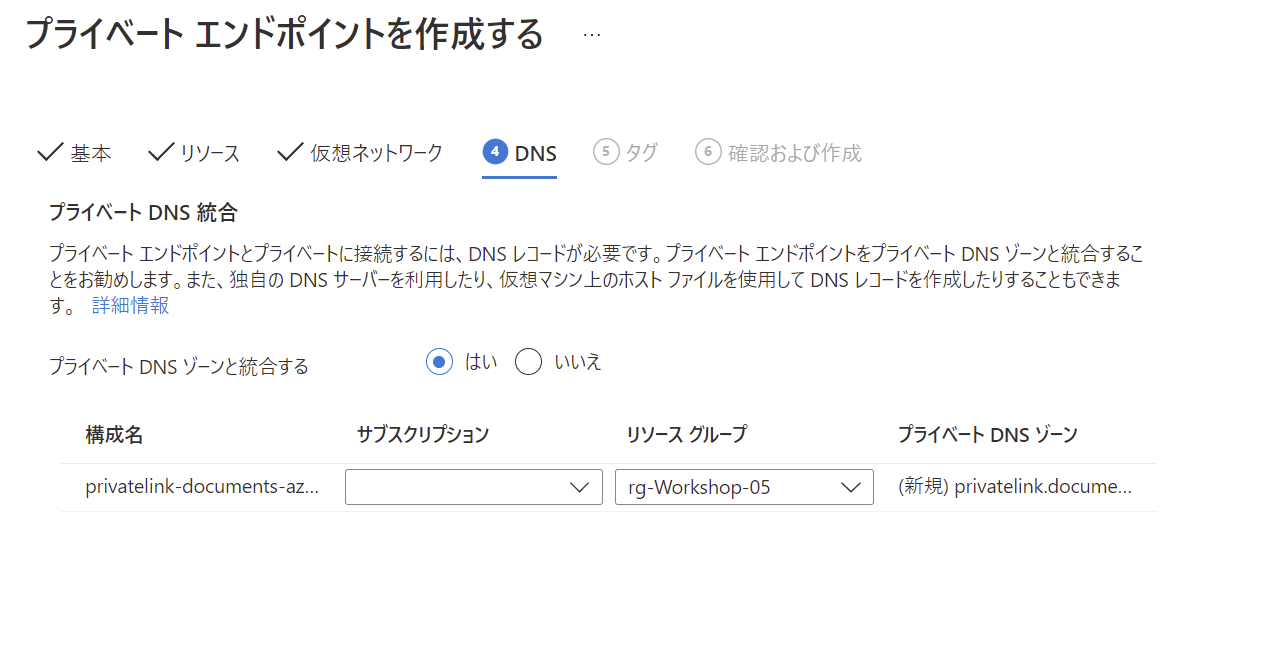 プライベート エンドポイントを作成する …
基本 リソース 仮想ネットワーク 4 DNS 5 タグ 6 確認および作成
プライベート DNS 統合
プライベート エンドポイントとプライベートに接続するには、DNS レコードが必要です。プライベート エンドポイントをプライベート DNS ゾーンと統合するこ
とをお勧めします。また、独自の DNS サーバーを利用したり、仮想マシン上のホスト ファイルを使用して DNS レコードを作成したりすることもできま
す。 詳細情報
プライベート DNS ゾーンと統合する はい いいえ
構成名 サブスクリプション リソース グループ プライベート DNS ゾーン
privatelink-documents-az... rg-Workshop-05 (新規) privatelink.docume...